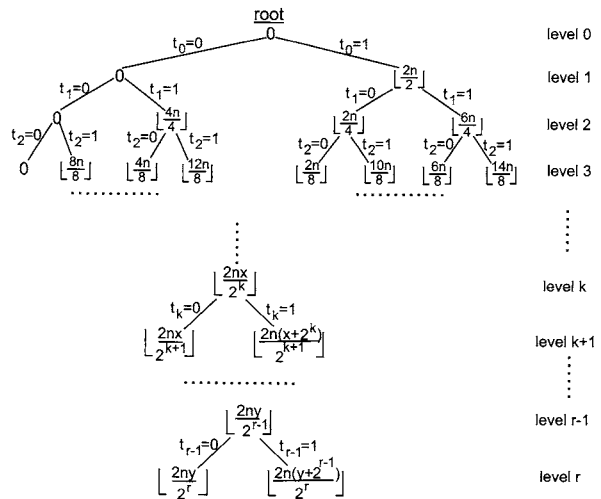 root
0
level 0
t₀=0
t₀=1
0
⌊2n/2⌋
level 1
t₁=0
t₁=1
t₁=0
t₁=1
0
⌊4n/4⌋
⌊2n/4⌋
⌊6n/4⌋
level 2
t₂=0
t₂=1
t₂=0
t₂=1
t₂=0
t₂=1
t₂=0
t₂=1
0
⌊8n/8⌋
⌊4n/8⌋
⌊12n/8⌋
⌊2n/8⌋
⌊10n/8⌋
⌊6n/8⌋
⌊14n/8⌋
level 3
⌊2nx/2^k⌋
level k
t_k=0
t_k=1
⌊2nx/2^{k+1}⌋
⌊2n(x+2^k)/2^{k+1}⌋
level k+1
⌊2ny/2^{r-1}⌋
level r-1
t_{r-1}=0
t_{r-1}=1
⌊2ny/2^r⌋
⌊2n(y+2^{r-1})/2^r⌋
level r